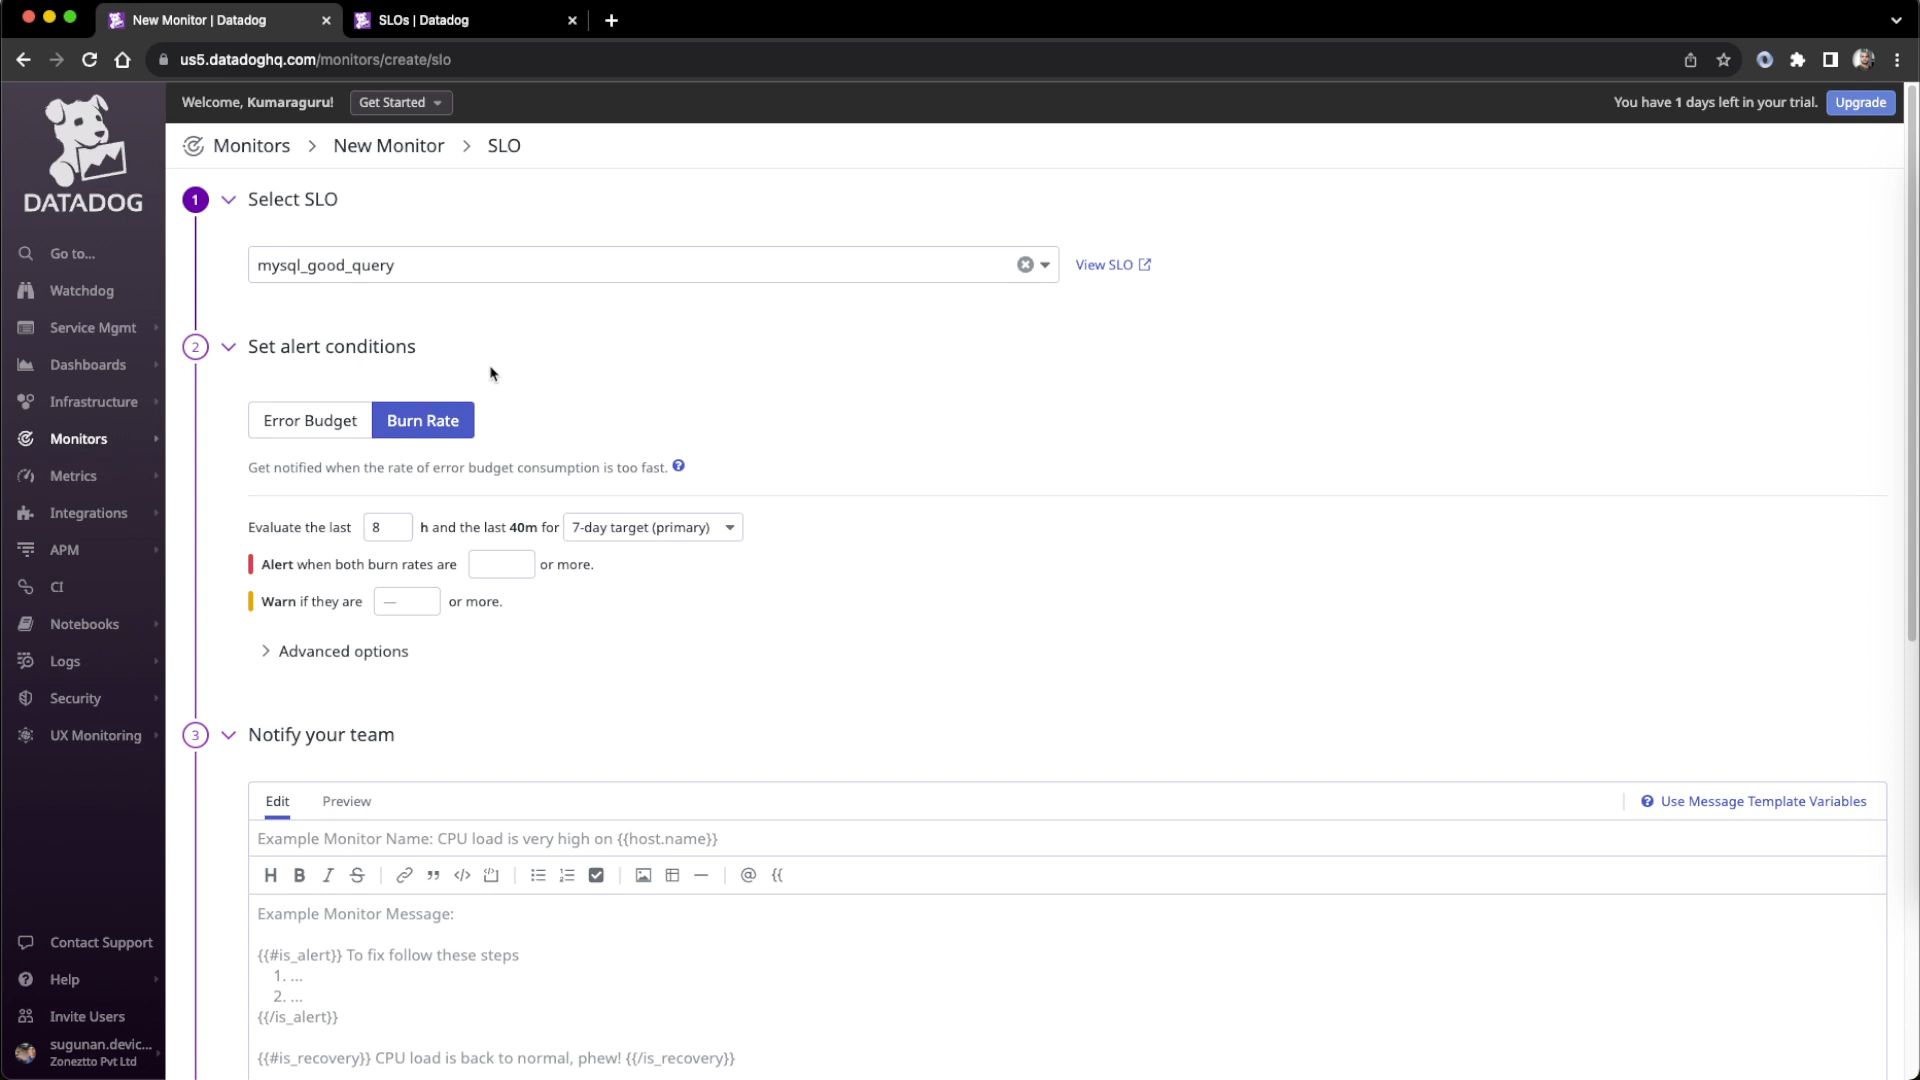 New Monitor | Datadog
SLOs | Datadog
us5.datadoghq.com/monitors/create/slo
Welcome, Kumaraguru!
Get Started
You have 1 days left in your trial.
Upgrade
DATADOG
Go to...
Watchdog
Service Mgmt
Dashboards
Infrastructure
Monitors
Metrics
Integrations
APM
CI
Notebooks
Logs
Security
UX Monitoring
Contact Support
Help
Invite Users
sugunan.devic...
Zoneztto Pvt Ltd
Monitors > New Monitor > SLO
1 Select SLO
mysql_good_query
View SLO
2 Set alert conditions
Error Budget
Burn Rate
Get notified when the rate of error budget consumption is too fast.
Evaluate the last 8 h and the last 40m for 7-day target (primary)
Alert when both burn rates are or more.
Warn if they are — or more.
Advanced options
3 Notify your team
Edit
Preview
Use Message Template Variables
Example Monitor Name: CPU load is very high on {{host.name}}
H B I S @ {{
Example Monitor Message:
{{#is_alert}} To fix follow these steps
1. ...
2. ...
{{/is_alert}}
{{#is_recovery}} CPU load is back to normal, phew! {{/is_recovery}}